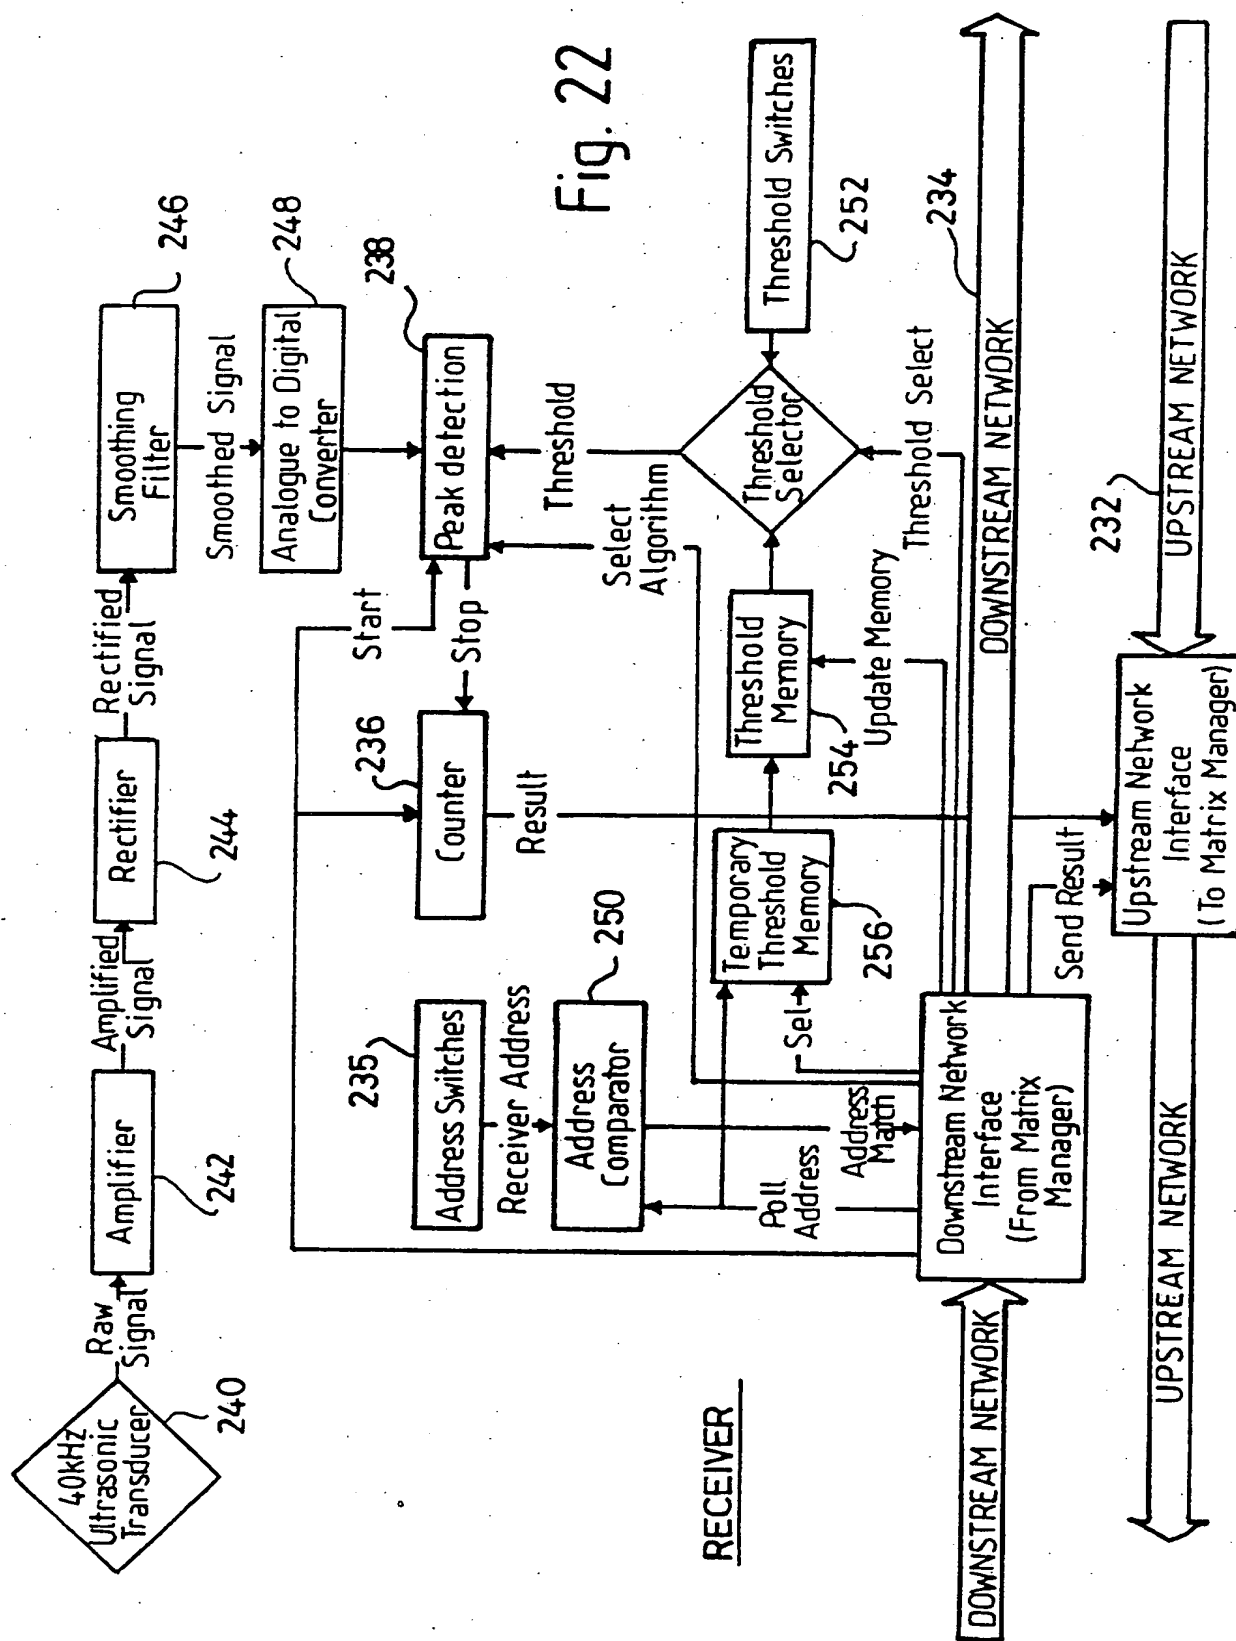 40kHz
Ultrasonic
Transducer
240
Raw
Signal
Amplifier
242
Amplified
Signal
Rectifier
244
Rectified
Signal
Smoothing
Filter
246
Smoothed Signal
Analogue to Digital
Converter
248
Start
Stop
Peak detection
238
Counter
236
Result
Address Switches
235
Receiver Address
Address
Comparator
250
Threshold
Select
Algorithm
Fig. 22
Poll
Address
Address
Match
Sel
Temporary
Threshold
Memory
256
Threshold
Memory
254
Update Memory
Threshold
Selector
Threshold Switches
252
Threshold Select
RECEIVER
DOWNSTREAM NETWORK
Downstream Network
Interface
(From Matrix
Manager)
DOWNSTREAM NETWORK
234
Send Result
UPSTREAM NETWORK
Upstream Network
Interface
(To Matrix Manager)
UPSTREAM NETWORK
232